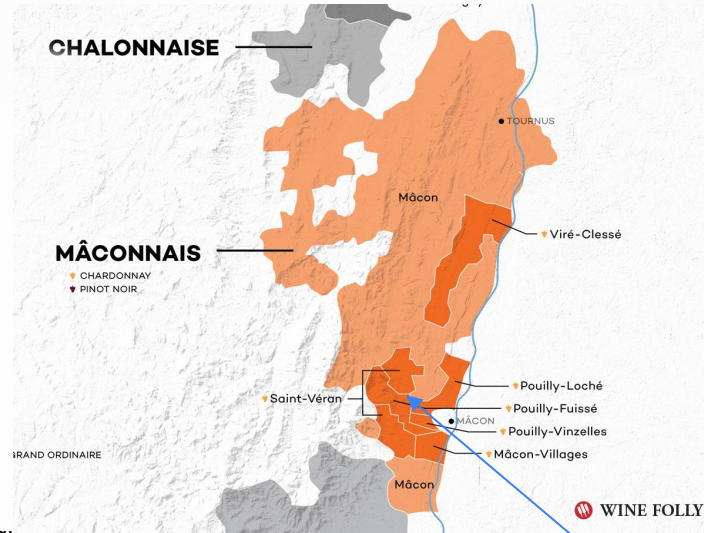 CHALONNAISE
TOURNUS
Mâcon
Viré-Clessé
MÂCONNAIS
CHARDONNAY
PINOT NOIR
Pouilly-Loché
Saint-Véran
Pouilly-Fuissé
MÂCON
Pouilly-Vinzelles
Mâcon-Villages
RAND ORDINAIRE
Mâcon
WINE FOLLY